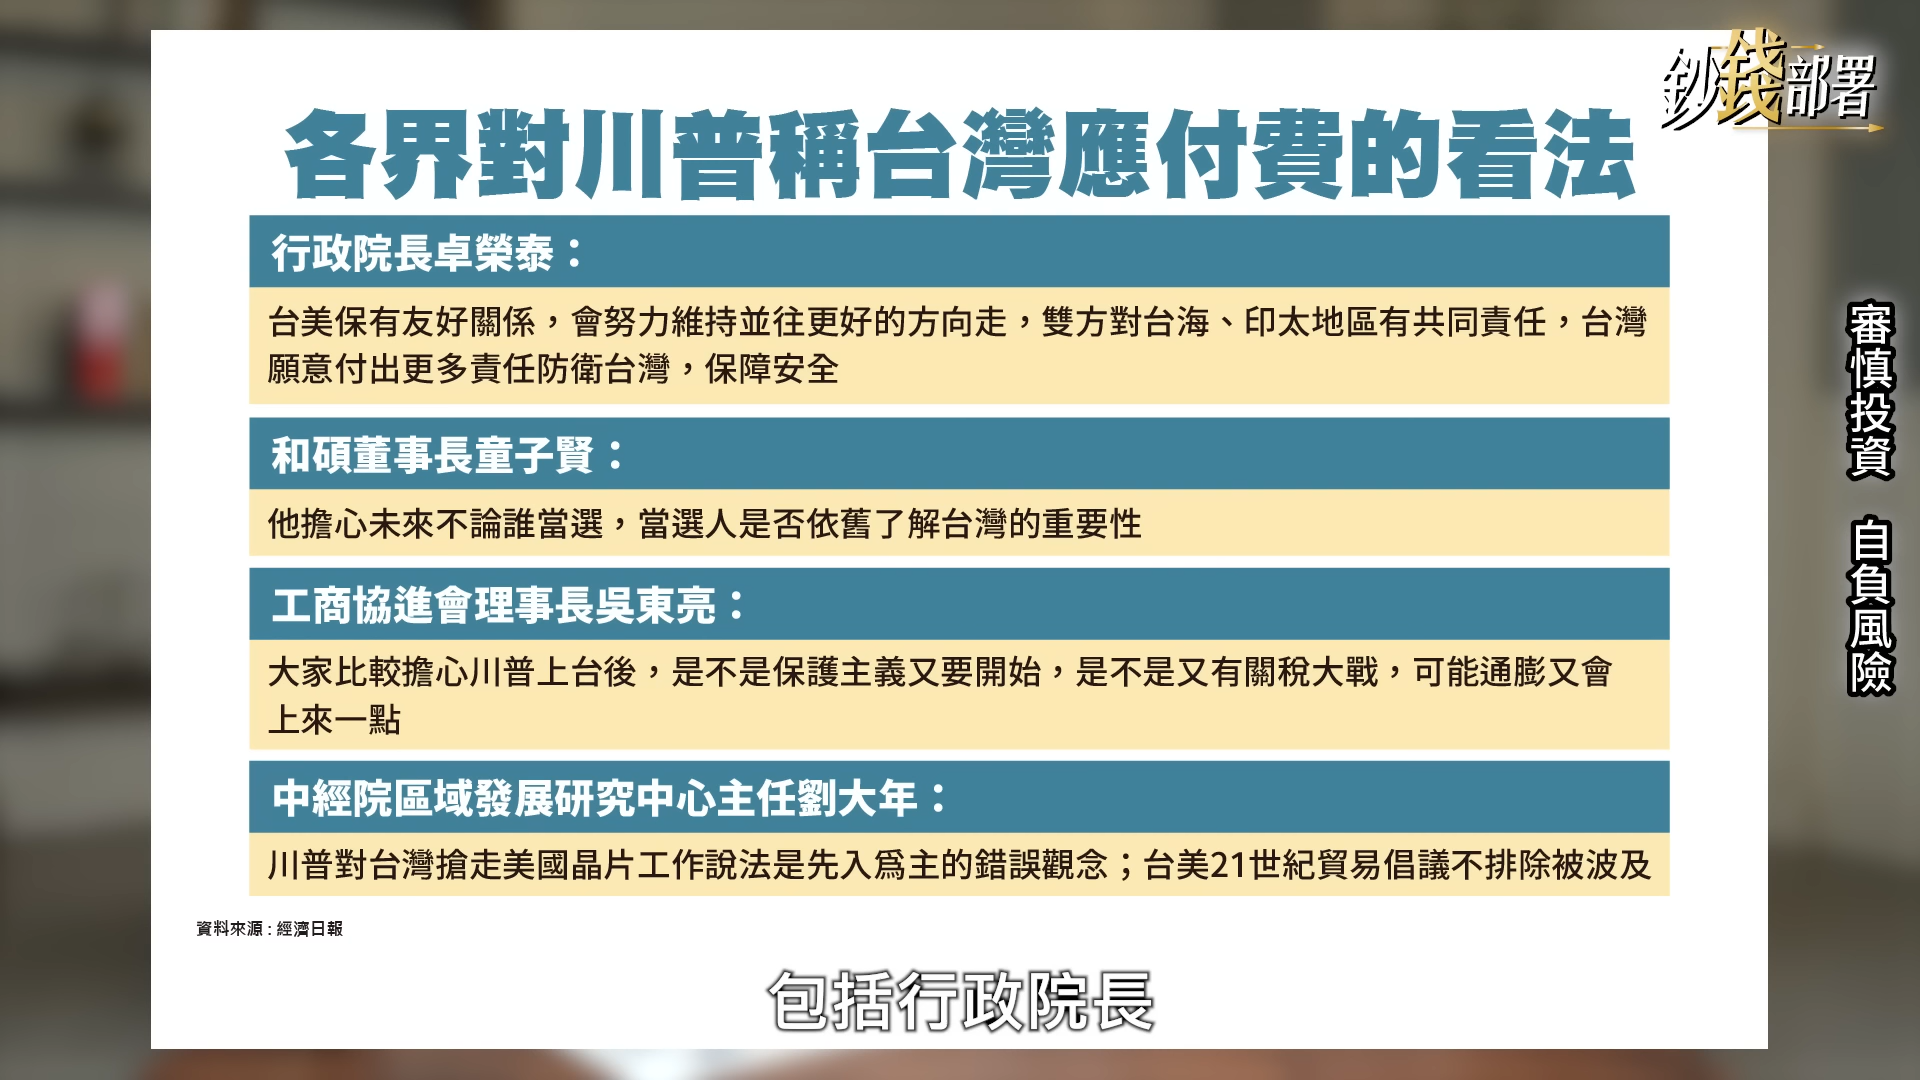 鈔錢部署
各界對川普稱台灣應付費的看法
行政院長卓榮泰：
台美保有友好關係，會努力維持並往更好的方向走，雙方對台海、印太地區有共同責任，台灣
願意付出更多責任防衛台灣，保障安全
和碩董事長童子賢：
他擔心未來不論誰當選，當選人是否依舊了解台灣的重要性
工商協進會理事長吳東亮：
大家比較擔心川普上台後，是不是保護主義又要開始，是不是又有關稅大戰，可能通膨又會
上來一點
中經院區域發展研究中心主任劉大年：
川普對台灣搶走美國晶片工作說法是先入爲主的錯誤觀念；台美21世紀貿易倡議不排除被波及
資料來源 : 經濟日報
包括行政院長
審慎投資 自負風險